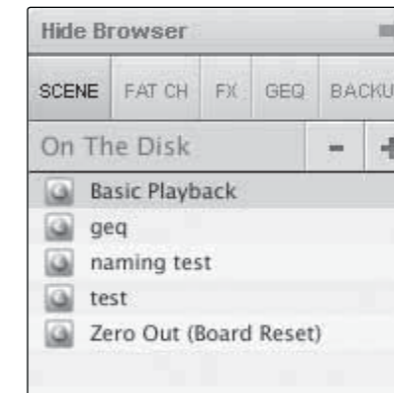 Hide Browser
SCENE FAT CH FX GEQ BACKU
On The Disk - +
Basic Playback
geq
naming test
test
Zero Out (Board Reset)